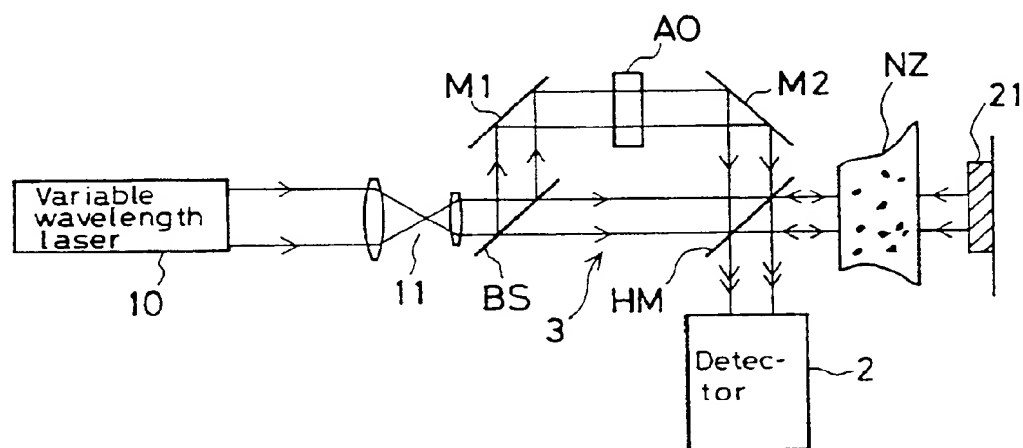 AO
M1
M2
NZ
21
Variable
wavelength
laser
10
11
BS
3
HM
Detec-
tor
2